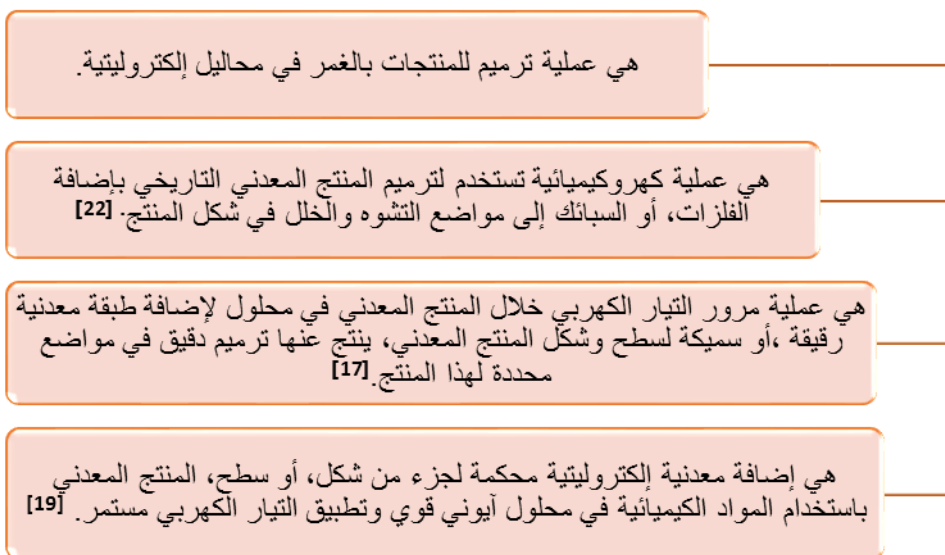 هي عملية ترميم للمنتجات بالغمر في محاليل إلكتروليتية.
هي عملية كهروكيميائية تستخدم لترميم المنتج المعدني التاريخي بإضافة
الفلزات، أو السبائك إلى مواضع التشوه والخلل في شكل المنتج. [22]
هي عملية مرور التيار الكهربي خلال المنتج المعدني في محلول لإضافة طبقة معدنية
رقيقة ،أو سميكة لسطح وشكل المنتج المعدني، ينتج عنها ترميم دقيق في مواضع
محددة لهذا المنتج.[17]
هي إضافة معدنية إلكتروليتية محكمة لجزء من شكل، أو سطح، المنتج المعدني
باستخدام المواد الكيميائية في محلول آيوني قوي وتطبيق التيار الكهربي مستمر. [19]